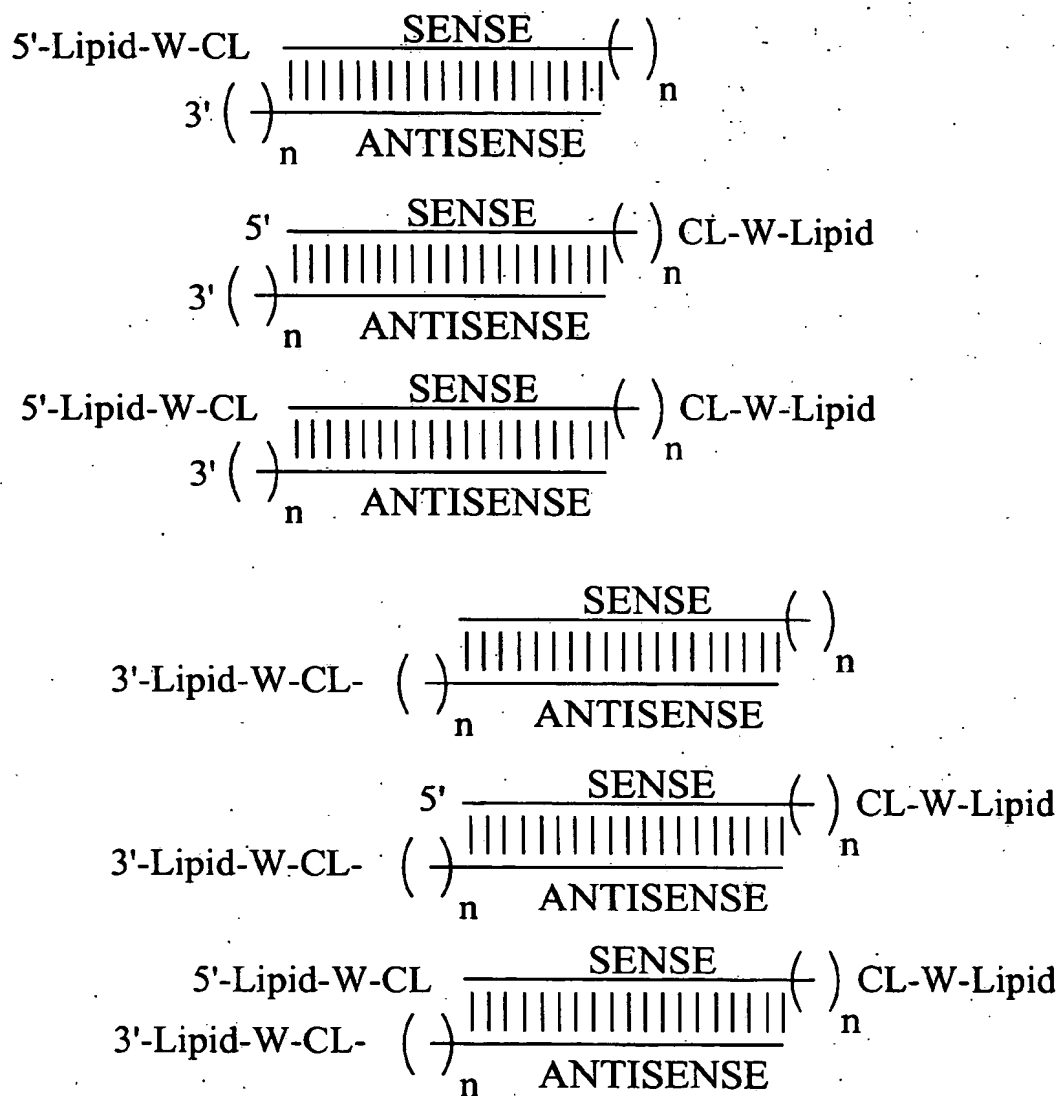 SENSE
5'-Lipid-W-CL ( )n
3' ( )n ANTISENSE
SENSE
5' ( )n CL-W-Lipid
3' ( )n ANTISENSE
SENSE
5'-Lipid-W-CL ( )n CL-W-Lipid
3' ( )n ANTISENSE
SENSE
( )n
3'-Lipid-W-CL- ( )n ANTISENSE
SENSE
5' ( )n CL-W-Lipid
3'-Lipid-W-CL- ( )n ANTISENSE
SENSE
5'-Lipid-W-CL ( )n CL-W-Lipid
3'-Lipid-W-CL- ( )n ANTISENSE